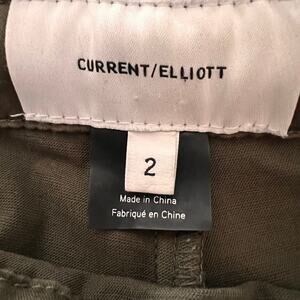 CURRENT/ELLIOTT
2
Made in China
Fabriqué en Chine